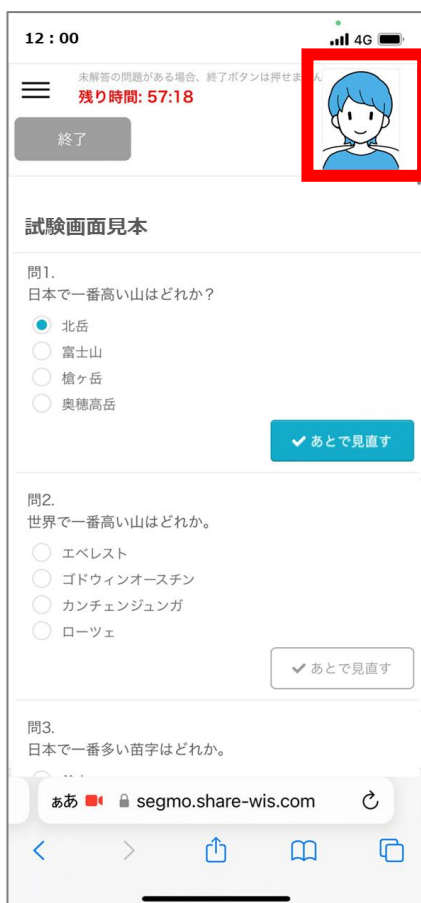 12：00
4G
未解答の問題がある場合、終了ボタンは押せません
残り時間: 57:18
終了
試験画面見本
問1.
日本で一番高い山はどれか？
北岳
富士山
槍ヶ岳
奥穂高岳
あとで見直す
問2.
世界で一番高い山はどれか。
エベレスト
ゴドウィンオースチン
カンチェンジュンガ
ローツェ
あとで見直す
問3.
日本で一番多い苗字はどれか。
ぁあ segmo.share-wis.com